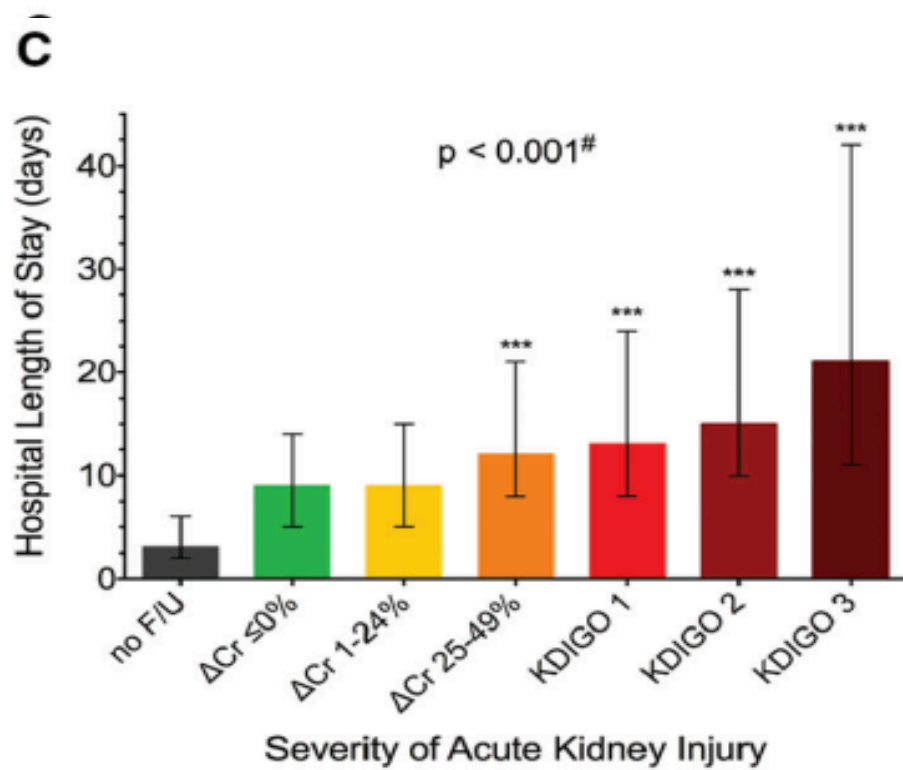 C
p < 0.001#
***
***
***
***
Hospital Length of Stay (days)
40
30
20
10
0
no F/U
ΔCr ≤0%
ΔCr 1-24%
ΔCr 25-49%
KDIGO 1
KDIGO 2
KDIGO 3
Severity of Acute Kidney Injury